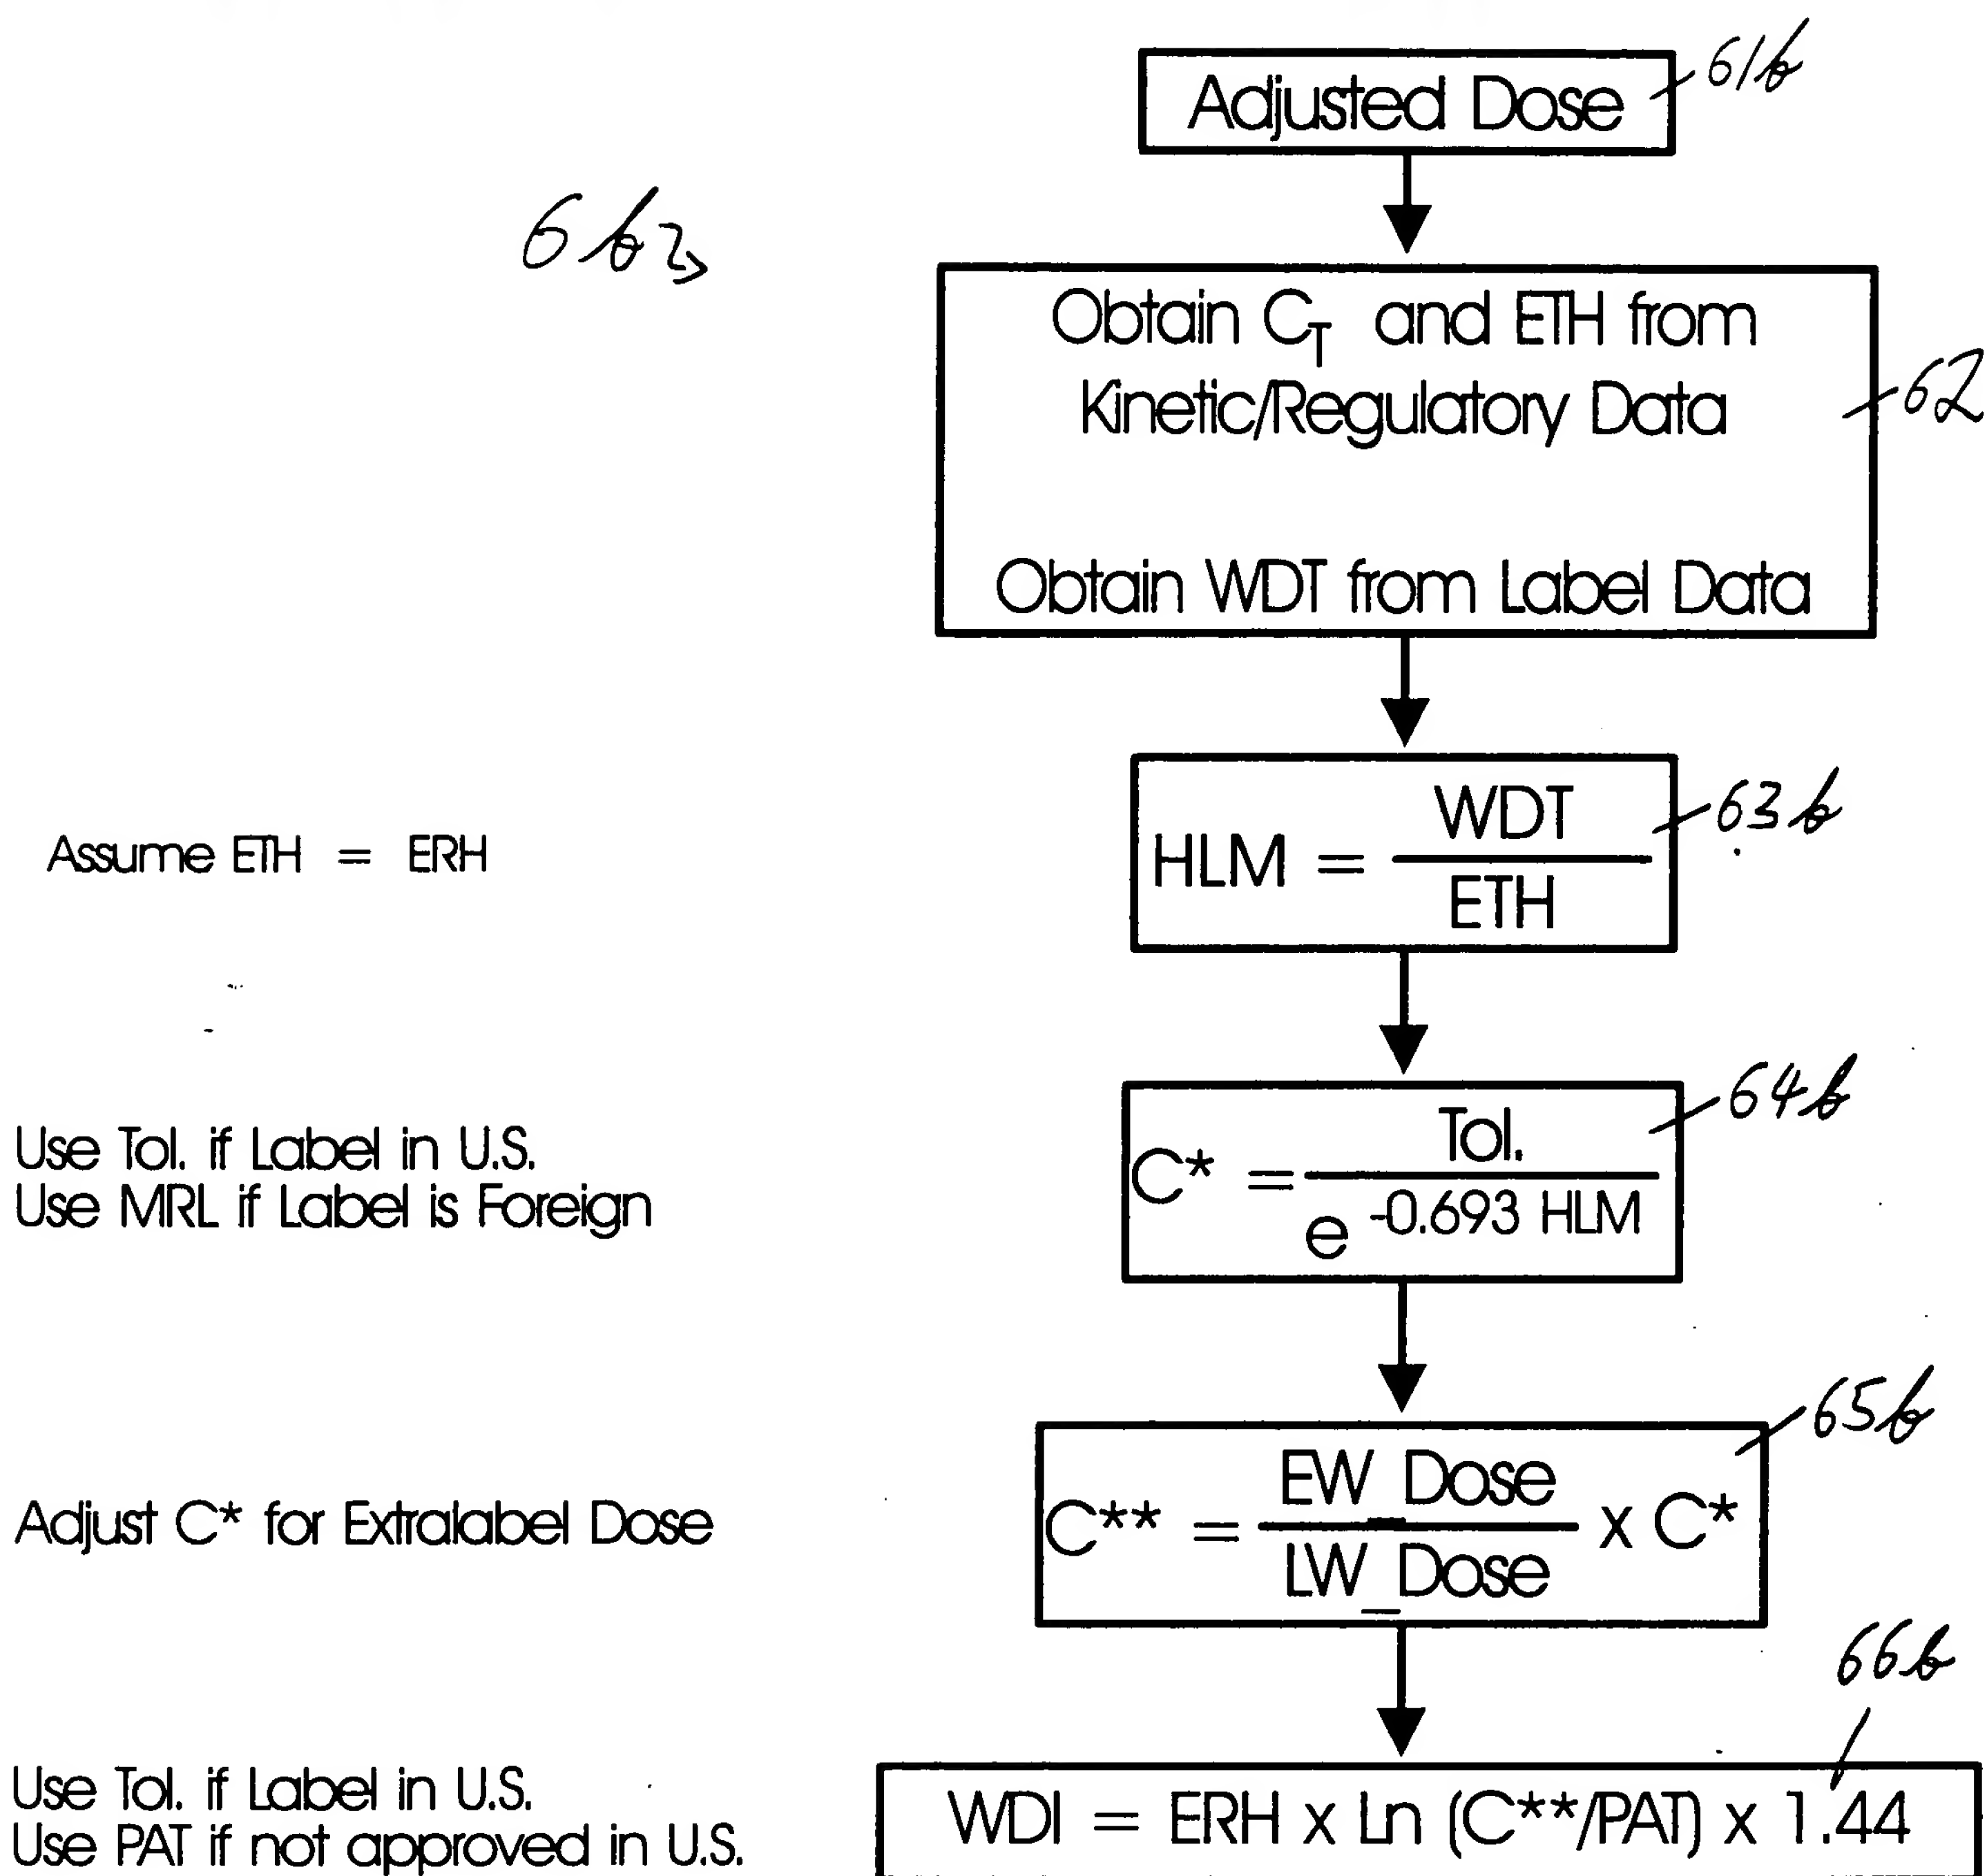 Adjusted Dose
61b
6b2
Obtain C_T and ETH from
Kinetic/Regulatory Data
62
Obtain WDT from Label Data
Assume ETH = ERH
HLM = WDT
ETH
63b
Use Tol. if Label in U.S.
Use MRL if Label is Foreign
C* = Tol.
e -0.693 HLM
64b
Adjust C* for Extralabel Dose
C** = EW_Dose x C*
LW_Dose
65b
66b
Use Tol. if Label in U.S.
Use PAT if not approved in U.S.
WDI = ERH x Ln (C**/PAT) x 1.44